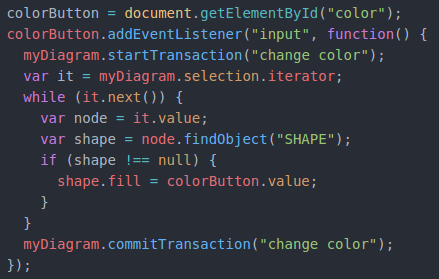 colorButton = document.getElementById("color");
colorButton.addEventListener("input", function() {
  myDiagram.startTransaction("change color");
  var it = myDiagram.selection.iterator;
  while (it.next()) {
    var node = it.value;
    var shape = node.findObject("SHAPE");
    if (shape !== null) {
      shape.fill = colorButton.value;
    }
  }
  myDiagram.commitTransaction("change color");
});